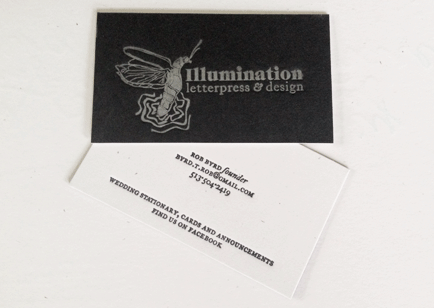 Illumination
letterpress & design
ROB BYRD founder
BYRD.T.ROB@GMAIL.COM
513·504·2419
WEDDING STATIONARY, CARDS AND ANNOUNCEMENTS
FIND US ON FACEBOOK